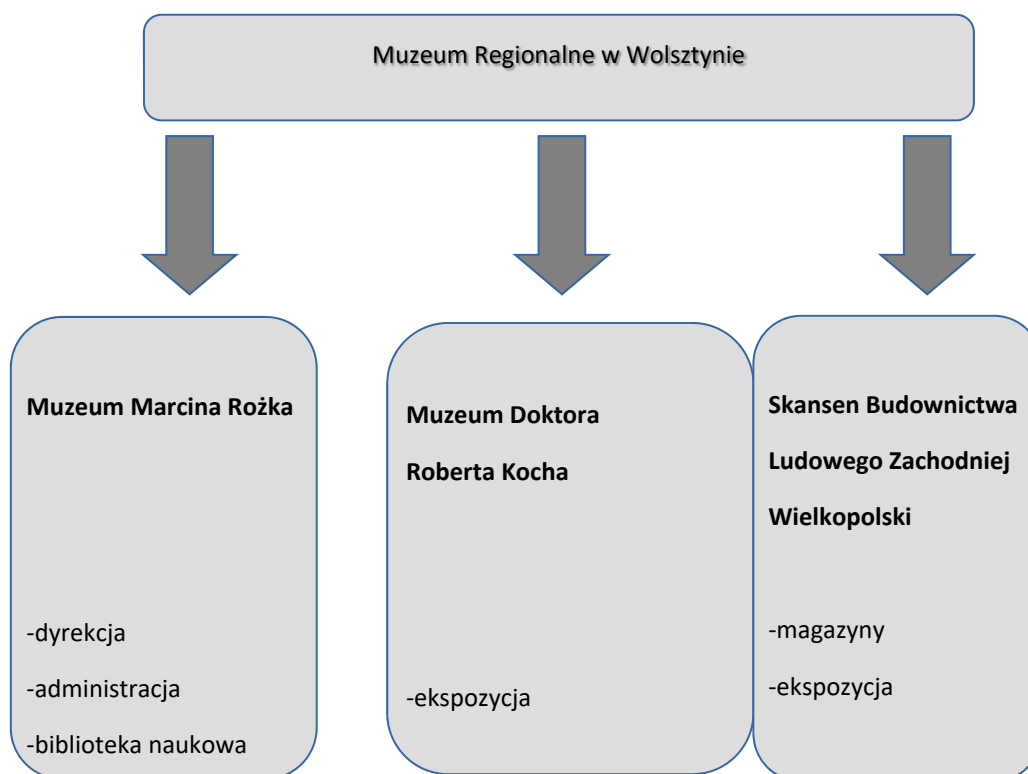 Muzeum Regionalne w Wolsztynie
Muzeum Marcina Rożka
-dyrekcja
-administracja
-biblioteka naukowa
Muzeum Doktora
Roberta Kocha
-ekspozycja
Skansen Budownictwa
Ludowego Zachodniej
Wielkopolski
-magazyny
-ekspozycja